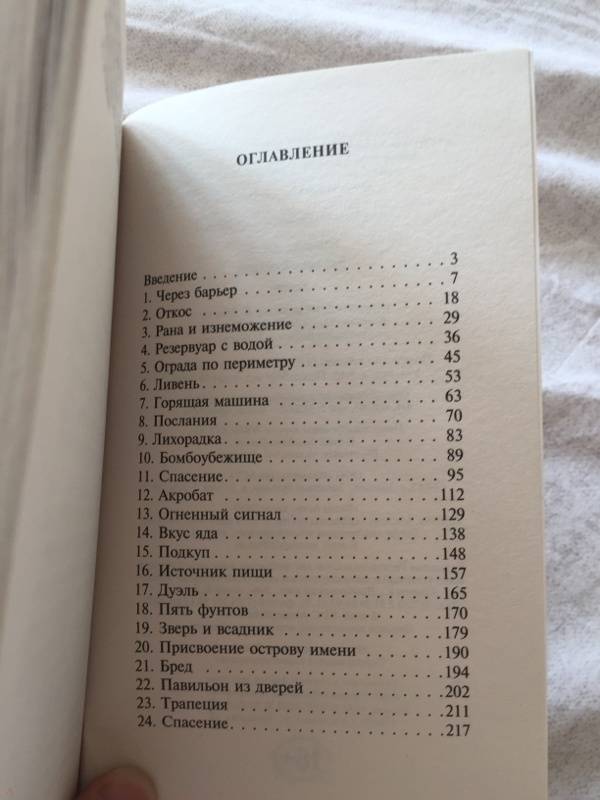 ОГЛАВЛЕНИЕ
Введение . . . . . . . . . . . . . . . . . . . . . . 3
1. Через барьер . . . . . . . . . . . . . . . . . . 7
2. Откос . . . . . . . . . . . . . . . . . . . . . . 18
3. Рана и изнеможение . . . . . . . . . . . . . 29
4. Резервуар с водой . . . . . . . . . . . . . . 36
5. Ограда по периметру . . . . . . . . . . . . 45
6. Ливень . . . . . . . . . . . . . . . . . . . . . 53
7. Горящая машина . . . . . . . . . . . . . . . 63
8. Послания . . . . . . . . . . . . . . . . . . . 70
9. Лихорадка . . . . . . . . . . . . . . . . . . . 83
10. Бомбоубежище . . . . . . . . . . . . . . . . 89
11. Спасение . . . . . . . . . . . . . . . . . . . 95
12. Акробат . . . . . . . . . . . . . . . . . . . 112
13. Огненный сигнал . . . . . . . . . . . . . . 129
14. Вкус яда . . . . . . . . . . . . . . . . . . . 138
15. Подкуп . . . . . . . . . . . . . . . . . . . . 148
16. Источник пищи . . . . . . . . . . . . . . . 157
17. Дуэль . . . . . . . . . . . . . . . . . . . . . 165
18. Пять фунтов . . . . . . . . . . . . . . . . . 170
19. Зверь и всадник . . . . . . . . . . . . . . . 179
20. Присвоение острову имени . . . . . . . . 190
21. Бред . . . . . . . . . . . . . . . . . . . . . 194
22. Павильон из дверей . . . . . . . . . . . . . 202
23. Трапеция . . . . . . . . . . . . . . . . . . . 211
24. Спасение . . . . . . . . . . . . . . . . . . . 217